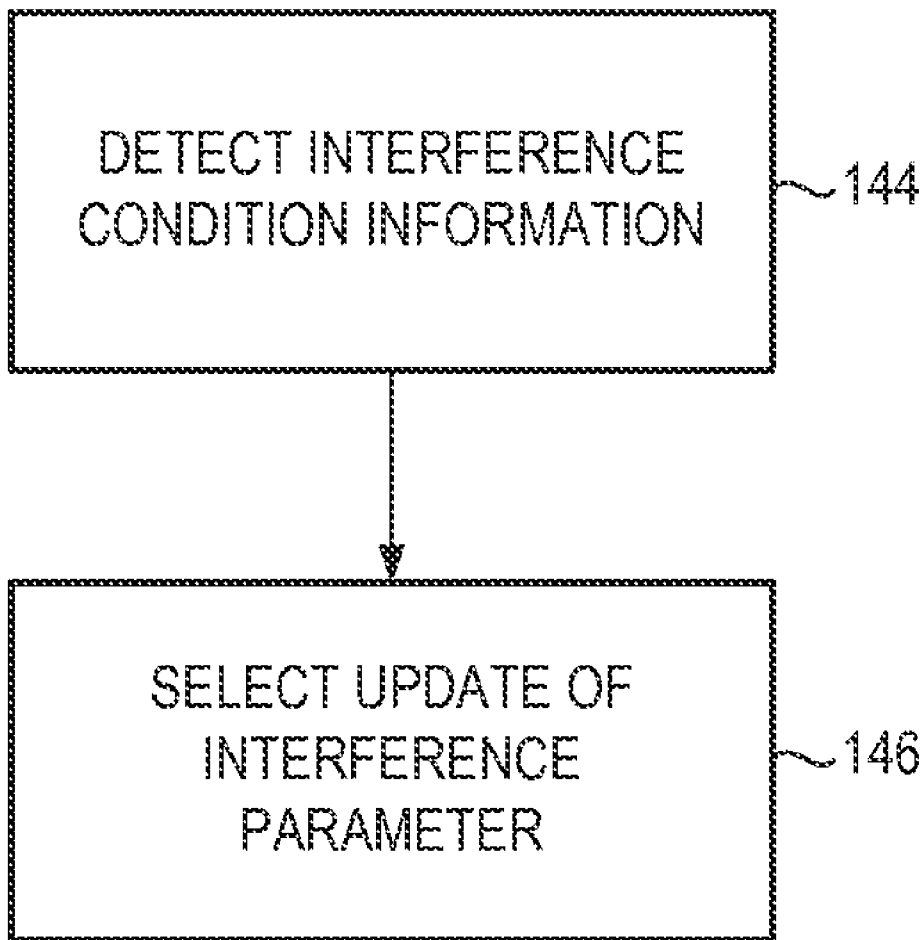 DETECT INTERFERENCE
CONDITION INFORMATION
144
SELECT UPDATE OF
INTERFERENCE
PARAMETER
146